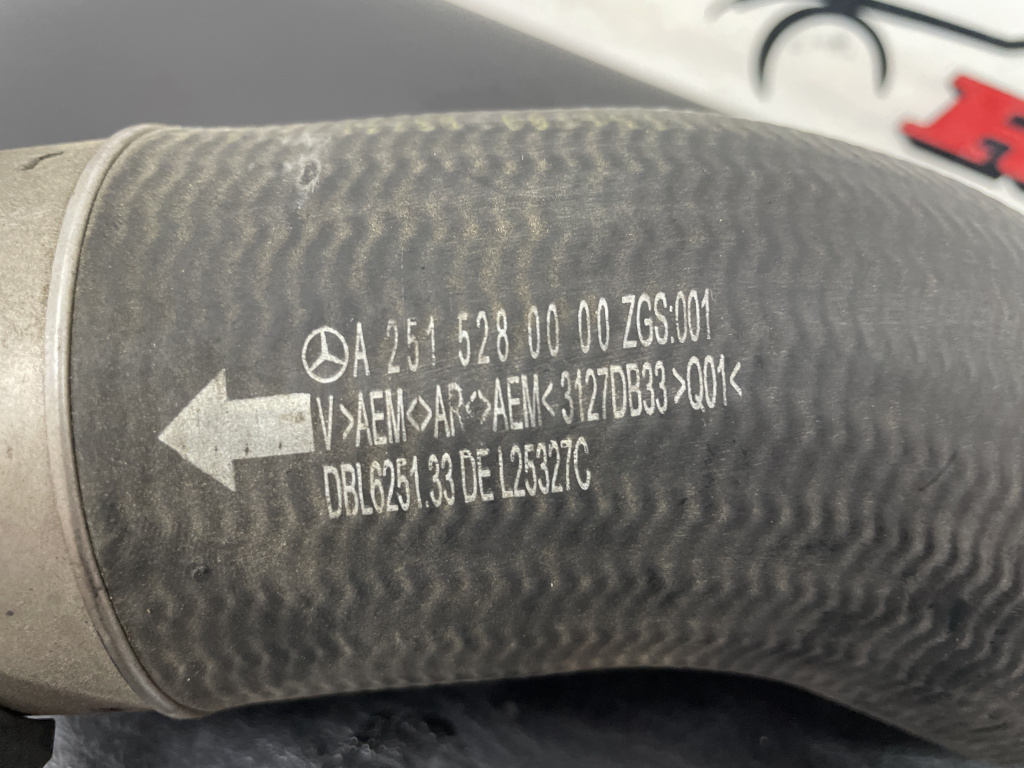 A 251 528 00 00 ZGS:001
V>AEM<>AR<>AEM<3127DB33>Q01<
DBL6251.33 DE L25327C